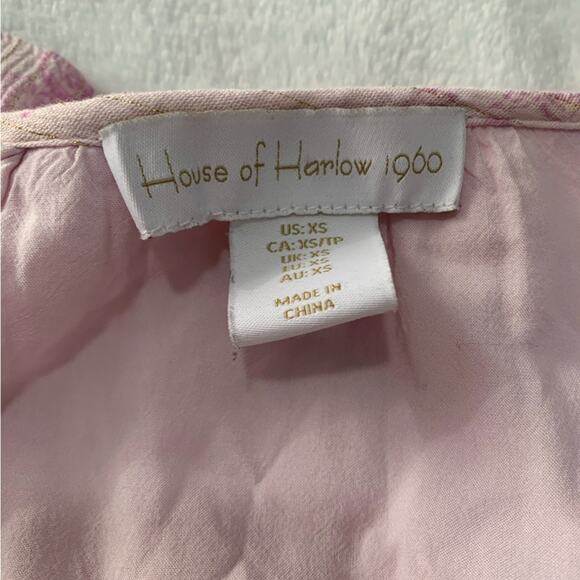 House of Harlow 1960
US: XS
CA: XS/TP
UK: XS
EU: XS
AU: XS
MADE IN
CHINA